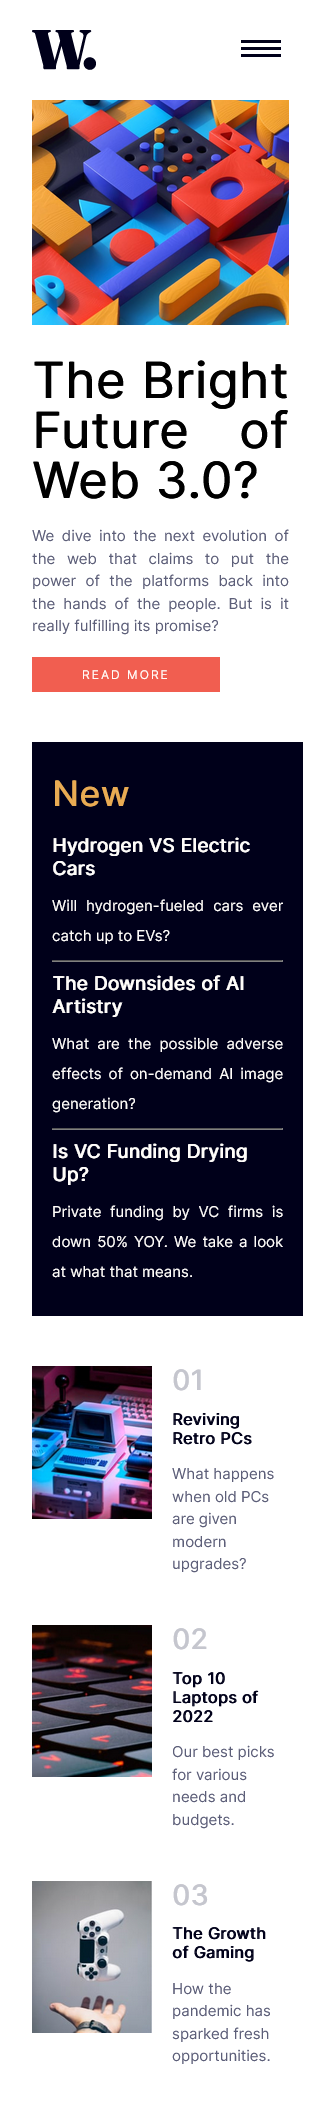 W.
The Bright
Future of
Web 3.0?
We dive into the next evolution of
the web that claims to put the
power of the platforms back into
the hands of the people. But is it
really fulfilling its promise?
READ MORE
New
Hydrogen VS Electric
Cars
Will hydrogen-fueled cars ever
catch up to EVs?
The Downsides of AI
Artistry
What are the possible adverse
effects of on-demand AI image
generation?
Is VC Funding Drying
Up?
Private funding by VC firms is
down 50% YOY. We take a look
at what that means.
01
Reviving
Retro PCs
What happens
when old PCs
are given
modern
upgrades?
02
Top 10
Laptops of
2022
Our best picks
for various
needs and
budgets.
03
The Growth
of Gaming
How the
pandemic has
sparked fresh
opportunities.